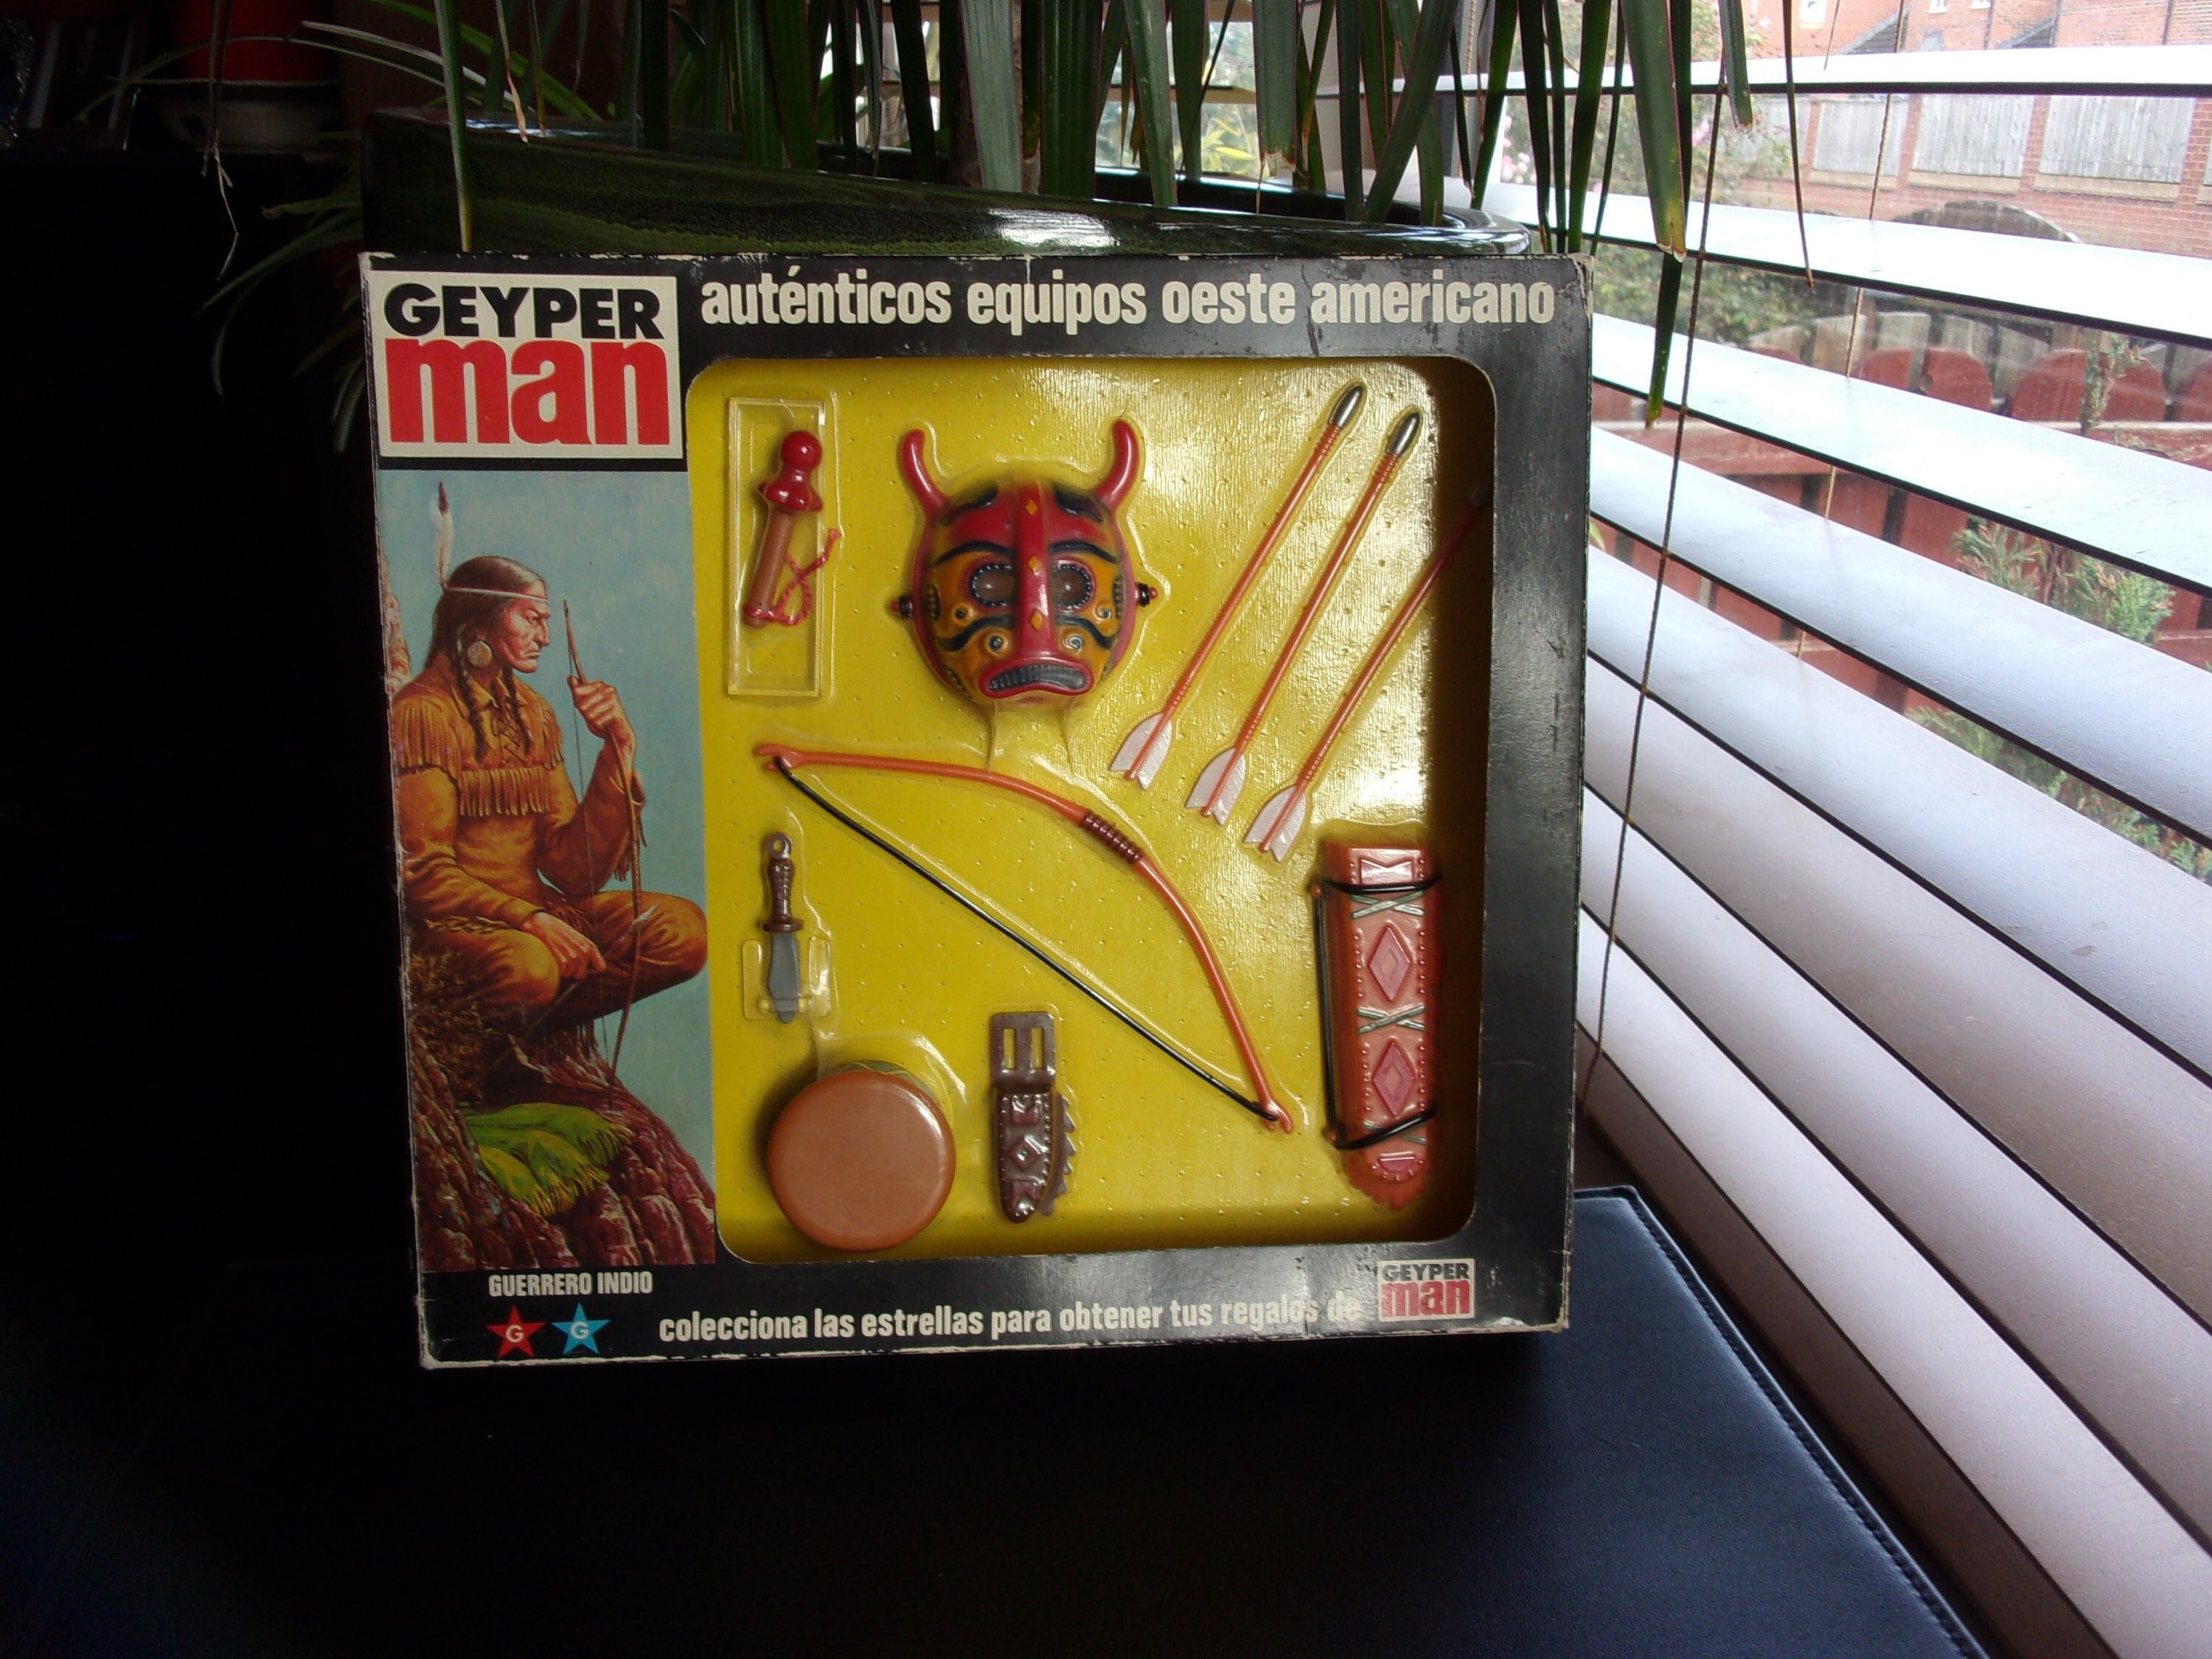 GEYPER
man
auténticos equipos oeste americano
GUERRERO INDIO
G G
colecciona las estrellas para obtener tus regalos de
GEYPER
man